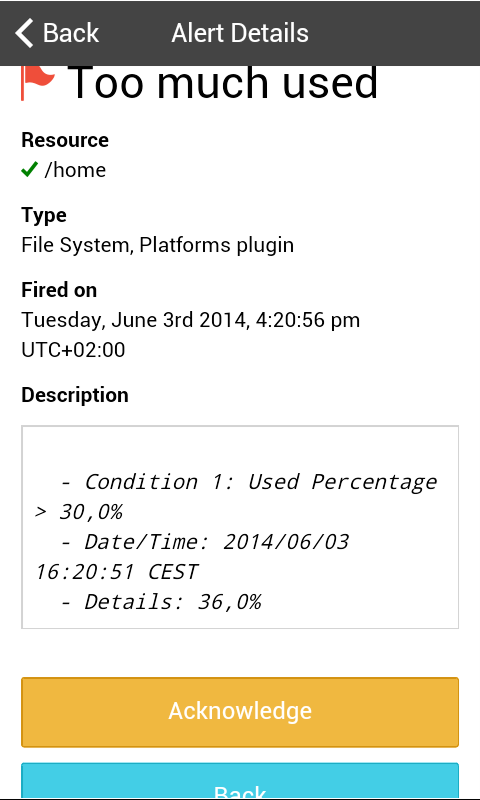 Back Alert Details
Too much used
Resource
/home
Type
File System, Platforms plugin
Fired on
Tuesday, June 3rd 2014, 4:20:56 pm
UTC+02:00
Description
- Condition 1: Used Percentage
> 30,0%
- Date/Time: 2014/06/03
16:20:51 CEST
- Details: 36,0%
Acknowledge
Back